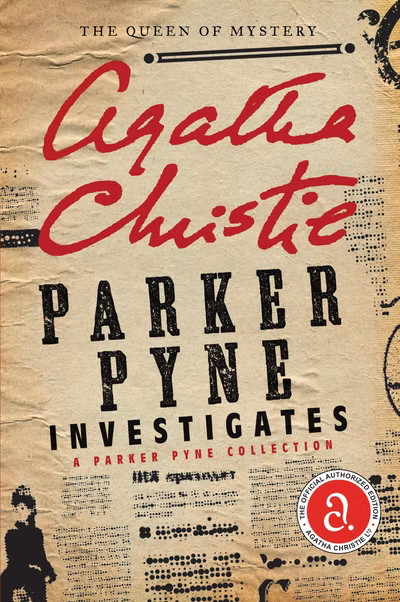 THE QUEEN OF MYSTERY
Agatha
Christie
PARKER
PYNE
INVESTIGATES
A PARKER PYNE COLLECTION
THE OFFICIAL AUTHORIZED EDITION
a.
AGATHA CHRISTIE LTD